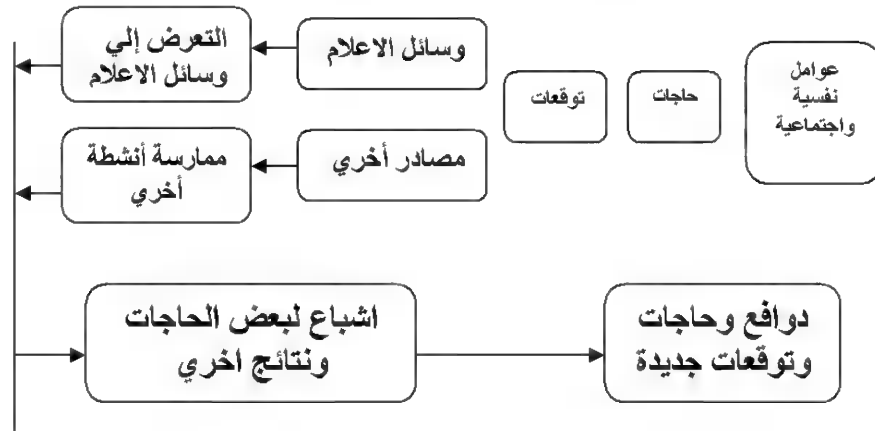 عوامل
نفسية
واجتماعية
حاجات
توقعات
وسائل الاعلام
التعرض إلي
وسائل الاعلام
مصادر أخري
ممارسة أنشطة
أخري
اشباع لبعض الحاجات
ونتائج اخري
دوافع وحاجات
وتوقعات جديدة